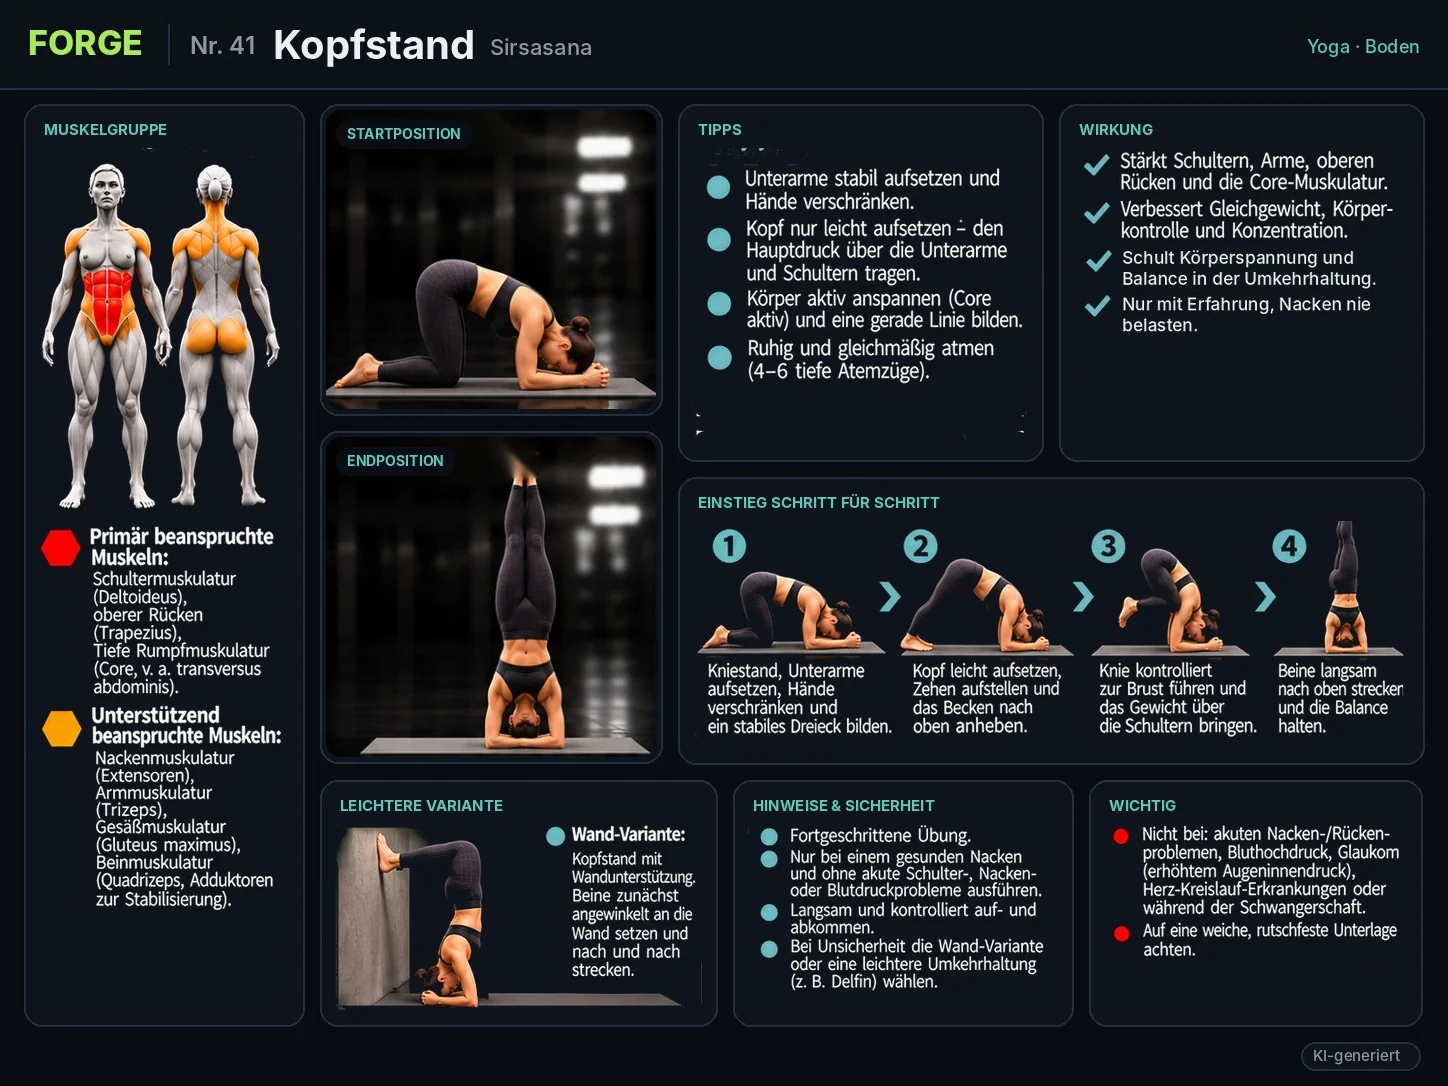 FORGE
Nr. 41 Kopfstand Sirsasana
Yoga · Boden
MUSKELGRUPPE
Primär beanspruchte
Muskeln:
Schultermuskulatur
(Deltoideus),
oberer Rücken
(Trapezius),
Tiefe Rumpfmuskulatur
(Core, v. a. transversus
abdominis).
Unterstützend
beanspruchte Muskeln:
Nackenmuskulatur
(Extensoren),
Armmuskulatur
(Trizeps),
Gesäßmuskulatur
(Gluteus maximus),
Beinmuskulatur
(Quadrizeps, Adduktoren
zur Stabilisierung).
STARTPOSITION
ENDPOSITION
TIPPS
Unterarme stabil aufsetzen und
Hände verschränken.
Kopf nur leicht aufsetzen – den
Hauptdruck über die Unterarme
und Schultern tragen.
Körper aktiv anspannen (Core
aktiv) und eine gerade Linie bilden.
Ruhig und gleichmäßig atmen
(4–6 tiefe Atemzüge).
WIRKUNG
Stärkt Schultern, Arme, oberen
Rücken und die Core-Muskulatur.
Verbessert Gleichgewicht, Körper-
kontrolle und Konzentration.
Schult Körperspannung und
Balance in der Umkehrhaltung.
Nur mit Erfahrung, Nacken nie
belasten.
EINSTIEG SCHRITT FÜR SCHRITT
1
Kniestand, Unterarme
aufsetzen, Hände
verschränken und
ein stabiles Dreieck bilden.
2
Kopf leicht aufsetzen,
Zehen aufstellen und
das Becken nach
oben anheben.
3
Knie kontrolliert
zur Brust führen und
das Gewicht über
die Schultern bringen.
4
Beine langsam
nach oben strecken
und die Balance
halten.
LEICHTERE VARIANTE
Wand-Variante:
Kopfstand mit
Wandunterstützung.
Beine zunächst
angewinkelt an die
Wand setzen und
nach und nach
strecken.
HINWEISE & SICHERHEIT
Fortgeschrittene Übung.
Nur bei einem gesunden Nacken
und ohne akute Schulter-, Nacken-
oder Blutdruckprobleme ausführen.
Langsam und kontrolliert auf- und
abkommen.
Bei Unsicherheit die Wand-Variante
oder eine leichtere Umkehrhaltung
(z. B. Delfin) wählen.
WICHTIG
Nicht bei: akuten Nacken-/Rücken-
problemen, Bluthochdruck, Glaukom
(erhöhtem Augeninnendruck),
Herz-Kreislauf-Erkrankungen oder
während der Schwangerschaft.
Auf eine weiche, rutschfeste Unterlage
achten.
KI-generiert